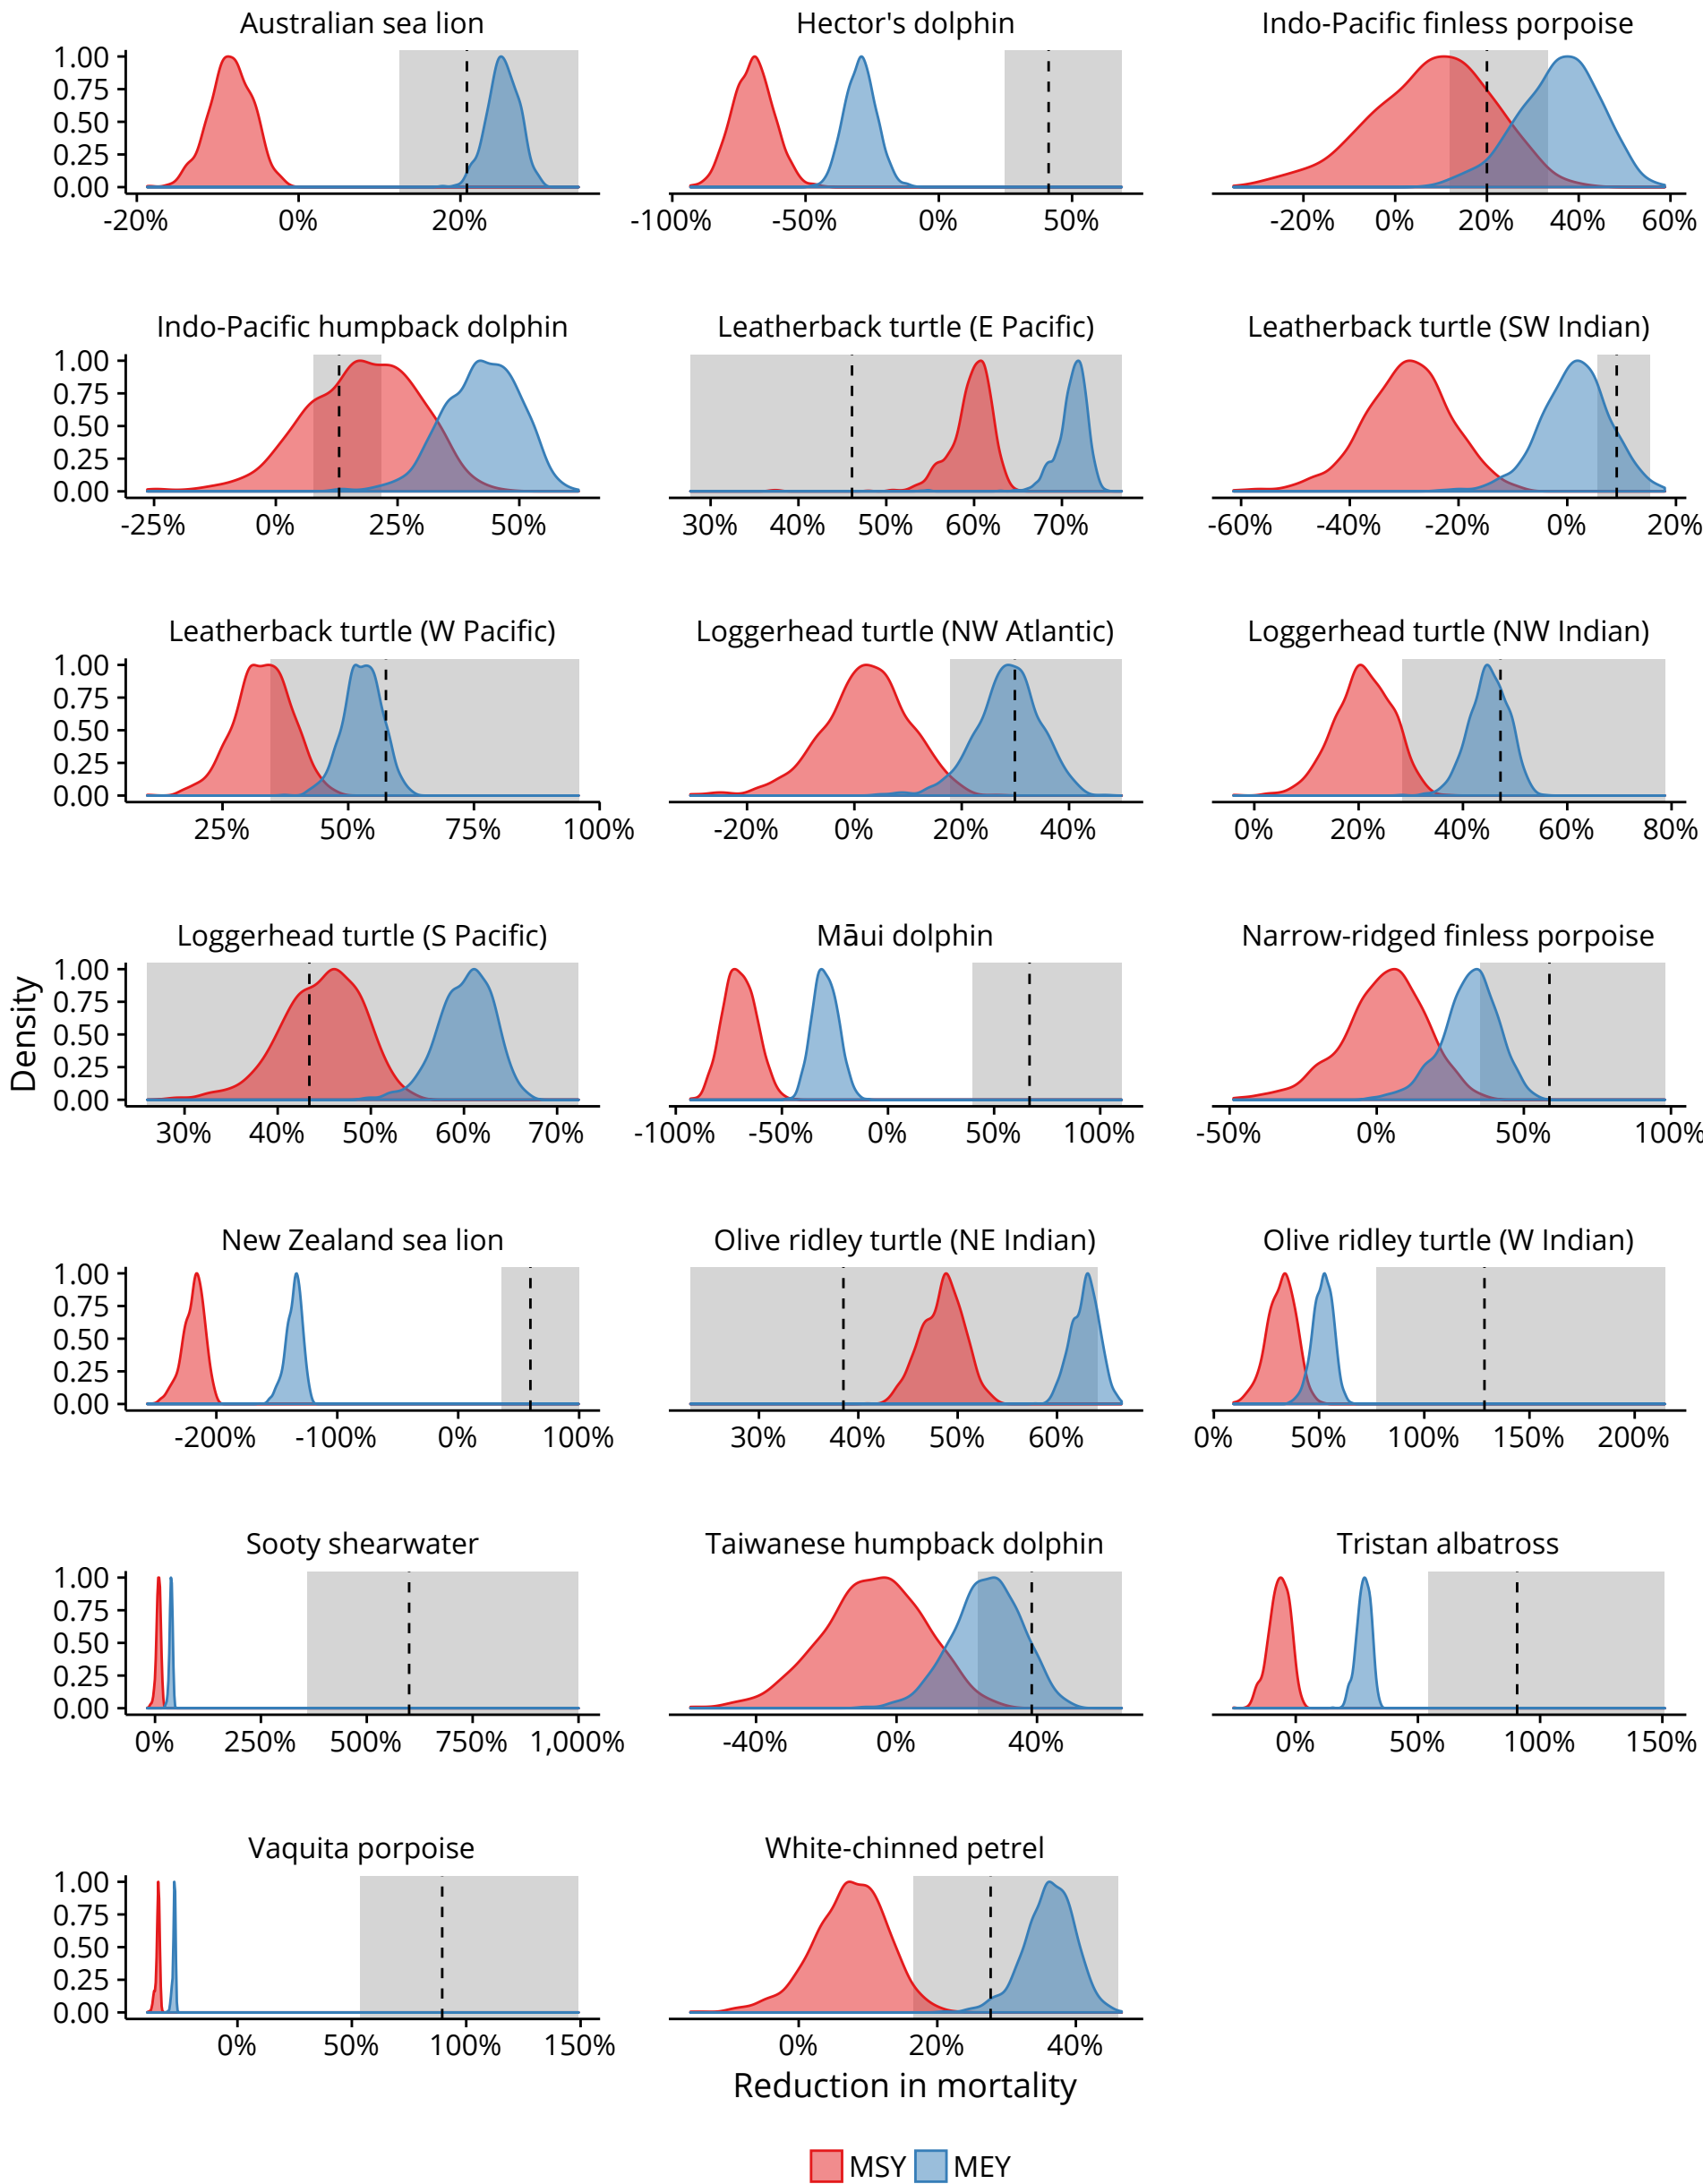 Australian sea lion
Hector's dolphin
Indo-Pacific finless porpoise
1.00
0.75
0.50
0.25
0.00
-20% 0% 20%
-100% -50% 0% 50%
-20% 0% 20% 40% 60%
Indo-Pacific humpback dolphin
Leatherback turtle (E Pacific)
Leatherback turtle (SW Indian)
1.00
0.75
0.50
0.25
0.00
-25% 0% 25% 50%
30% 40% 50% 60% 70%
-60% -40% -20% 0% 20%
Leatherback turtle (W Pacific)
Loggerhead turtle (NW Atlantic)
Loggerhead turtle (NW Indian)
1.00
0.75
0.50
0.25
0.00
25% 50% 75% 100%
-20% 0% 20% 40%
0% 20% 40% 60% 80%
Loggerhead turtle (S Pacific)
Māui dolphin
Narrow-ridged finless porpoise
Density
1.00
0.75
0.50
0.25
0.00
30% 40% 50% 60% 70%
-100% -50% 0% 50% 100%
-50% 0% 50% 100%
New Zealand sea lion
Olive ridley turtle (NE Indian)
Olive ridley turtle (W Indian)
1.00
0.75
0.50
0.25
0.00
-200% -100% 0% 100%
30% 40% 50% 60%
0% 50% 100% 150% 200%
Sooty shearwater
Taiwanese humpback dolphin
Tristan albatross
1.00
0.75
0.50
0.25
0.00
0% 250% 500% 750% 1,000%
-40% 0% 40%
0% 50% 100% 150%
Vaquita porpoise
White-chinned petrel
1.00
0.75
0.50
0.25
0.00
0% 50% 100% 150%
0% 20% 40%
Reduction in mortality
MSY MEY